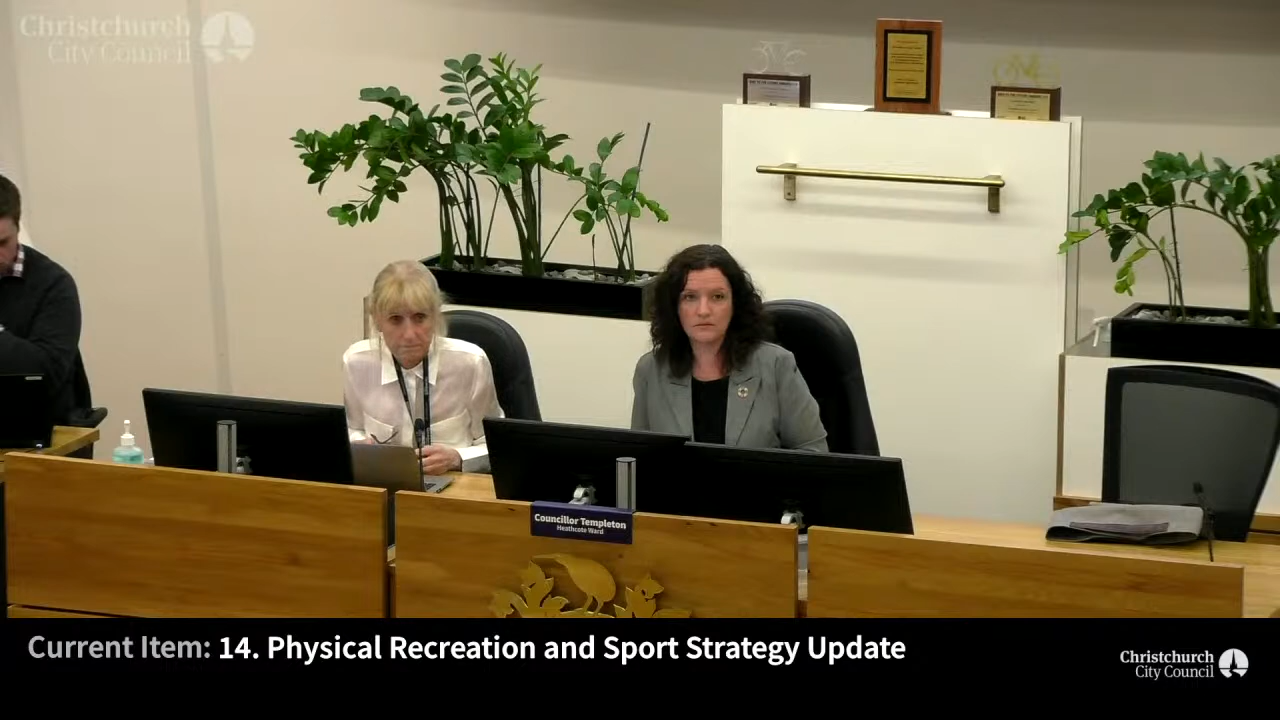 Christchurch
City Council
Councillor Templeton
Heathcote Ward
Current Item: 14. Physical Recreation and Sport Strategy Update
Christchurch
City Council